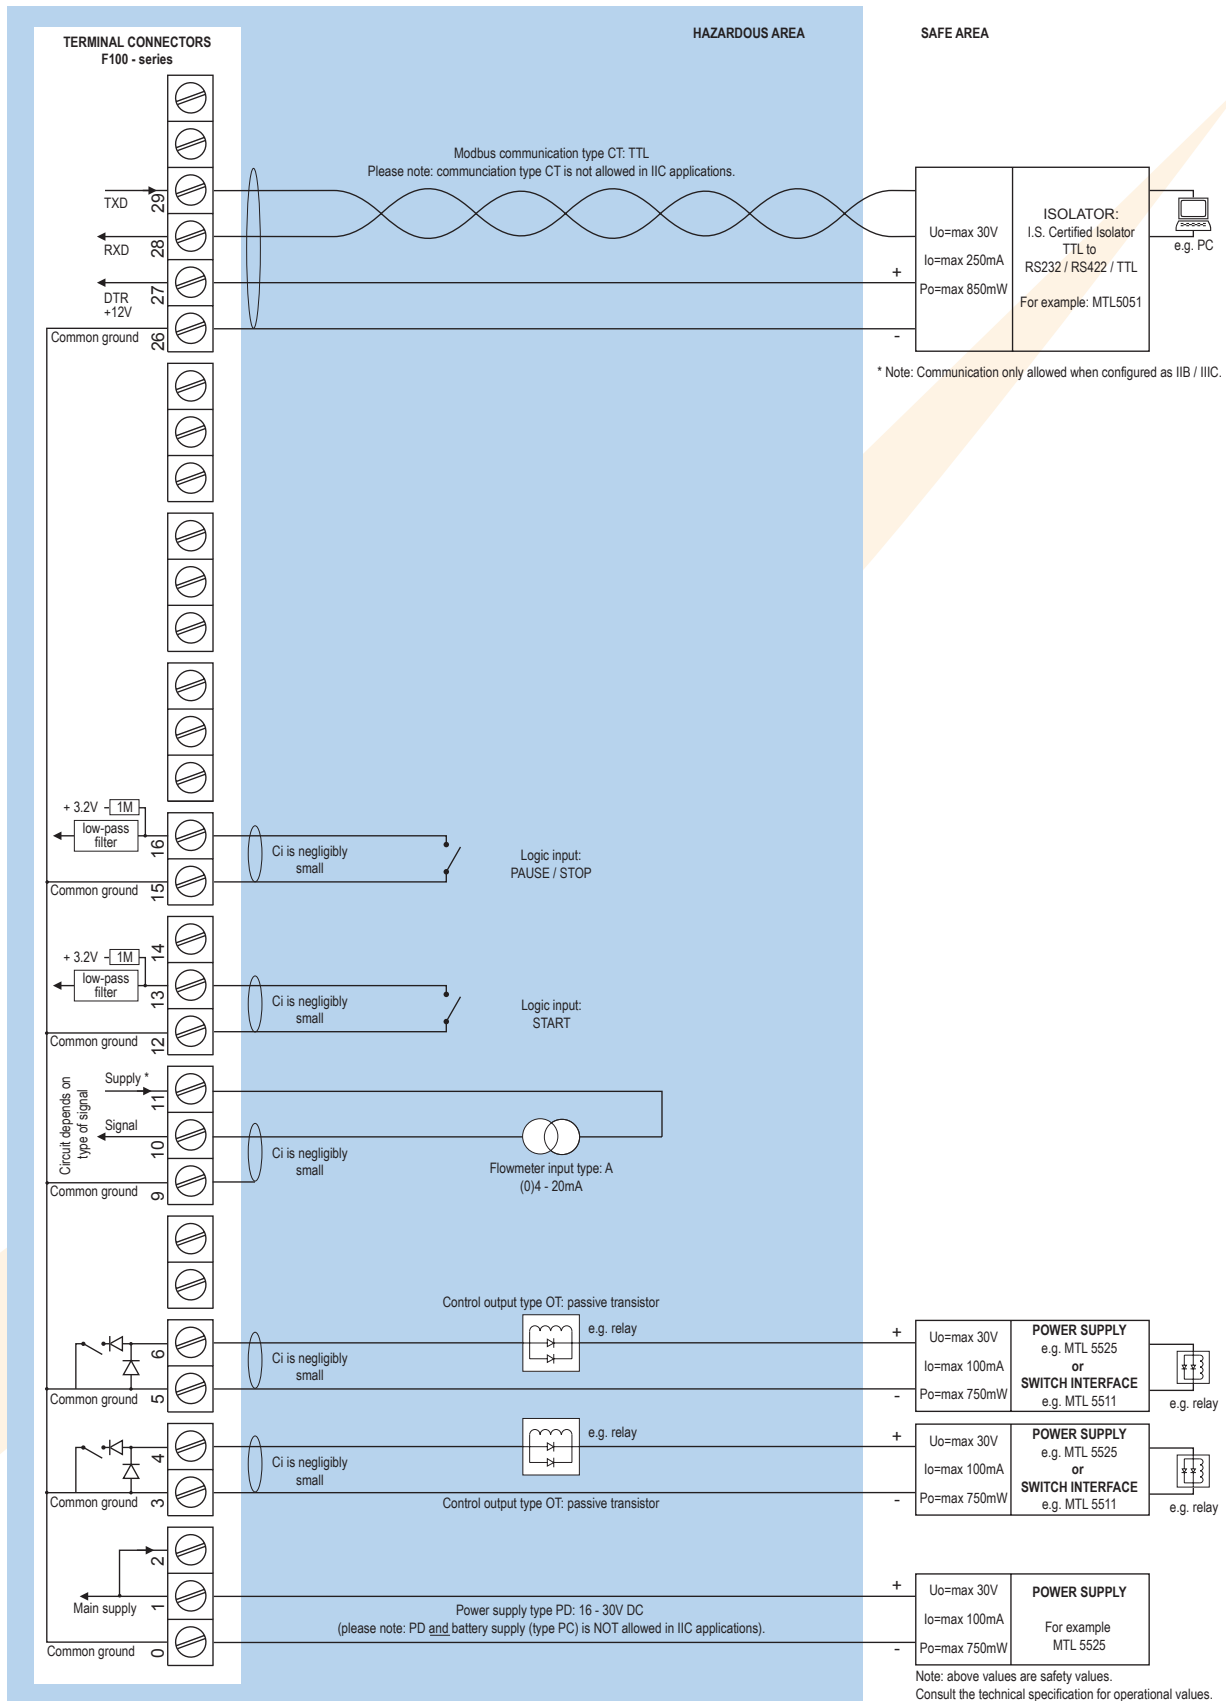 HAZARDOUS AREA
SAFE AREA
TERMINAL CONNECTORS
F100 - series
Modbus communication type CT: TTL
Please note: communciation type CT is not allowed in IIC applications.
TXD
29
RXD
28
DTR
+12V
27
Common ground
26
+
-
Uo=max 30V
Io=max 250mA
Po=max 850mW
ISOLATOR:
I.S. Certified Isolator
TTL to
RS232 / RS422 / TTL
For example: MTL5051
e.g. PC
* Note: Communication only allowed when configured as IIB / IIIC.
+ 3.2V
1M
low-pass
filter
16
Common ground
15
Ci is negligibly
small
Logic input:
PAUSE / STOP
14
+ 3.2V
1M
low-pass
filter
13
Common ground
12
Ci is negligibly
small
Logic input:
START
Circuit depends on
type of signal
Supply *
11
Signal
10
Common ground
9
Ci is negligibly
small
Flowmeter input type: A
(0)4 - 20mA
Control output type OT: passive transistor
e.g. relay
6
Common ground
5
Ci is negligibly
small
+
-
Uo=max 30V
Io=max 100mA
Po=max 750mW
POWER SUPPLY
e.g. MTL 5525
or
SWITCH INTERFACE
e.g. MTL 5511
e.g. relay
4
Common ground
3
Ci is negligibly
small
e.g. relay
Control output type OT: passive transistor
+
-
Uo=max 30V
Io=max 100mA
Po=max 750mW
POWER SUPPLY
e.g. MTL 5525
or
SWITCH INTERFACE
e.g. MTL 5511
e.g. relay
2
Main supply
1
Common ground
0
Power supply type PD: 16 - 30V DC
(please note: PD and battery supply (type PC) is NOT allowed in IIC applications).
+
-
Uo=max 30V
Io=max 100mA
Po=max 750mW
POWER SUPPLY
For example
MTL 5525
Note: above values are safety values.
Consult the technical specification for operational values.